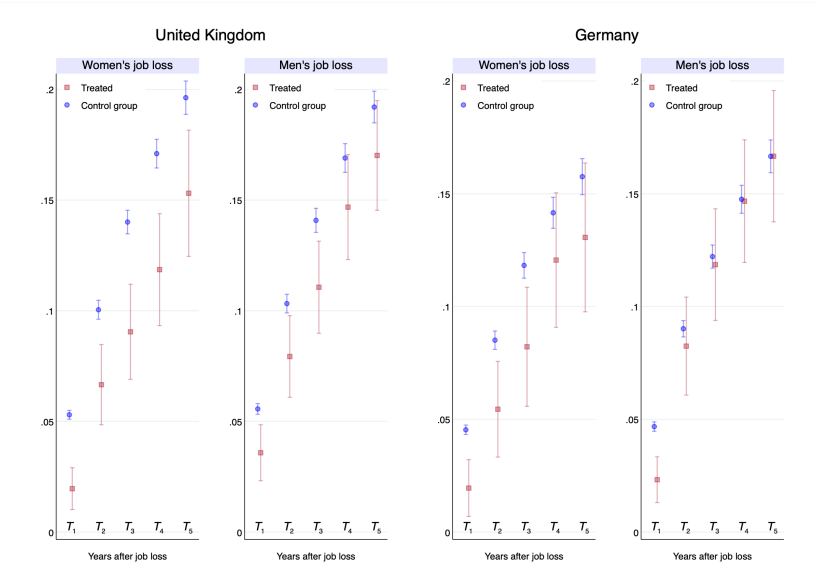 United Kingdom
Germany
Women's job loss
Men's job loss
Women's job loss
Men's job loss
.2
.15
.1
.05
0
Treated
Control group
T1 T2 T3 T4 T5
Years after job loss
.2
.15
.1
.05
0
Treated
Control group
T1 T2 T3 T4 T5
Years after job loss
.2
.15
.1
.05
0
Treated
Control group
T1 T2 T3 T4 T5
Years after job loss
.2
.15
.1
.05
0
Treated
Control group
T1 T2 T3 T4 T5
Years after job loss